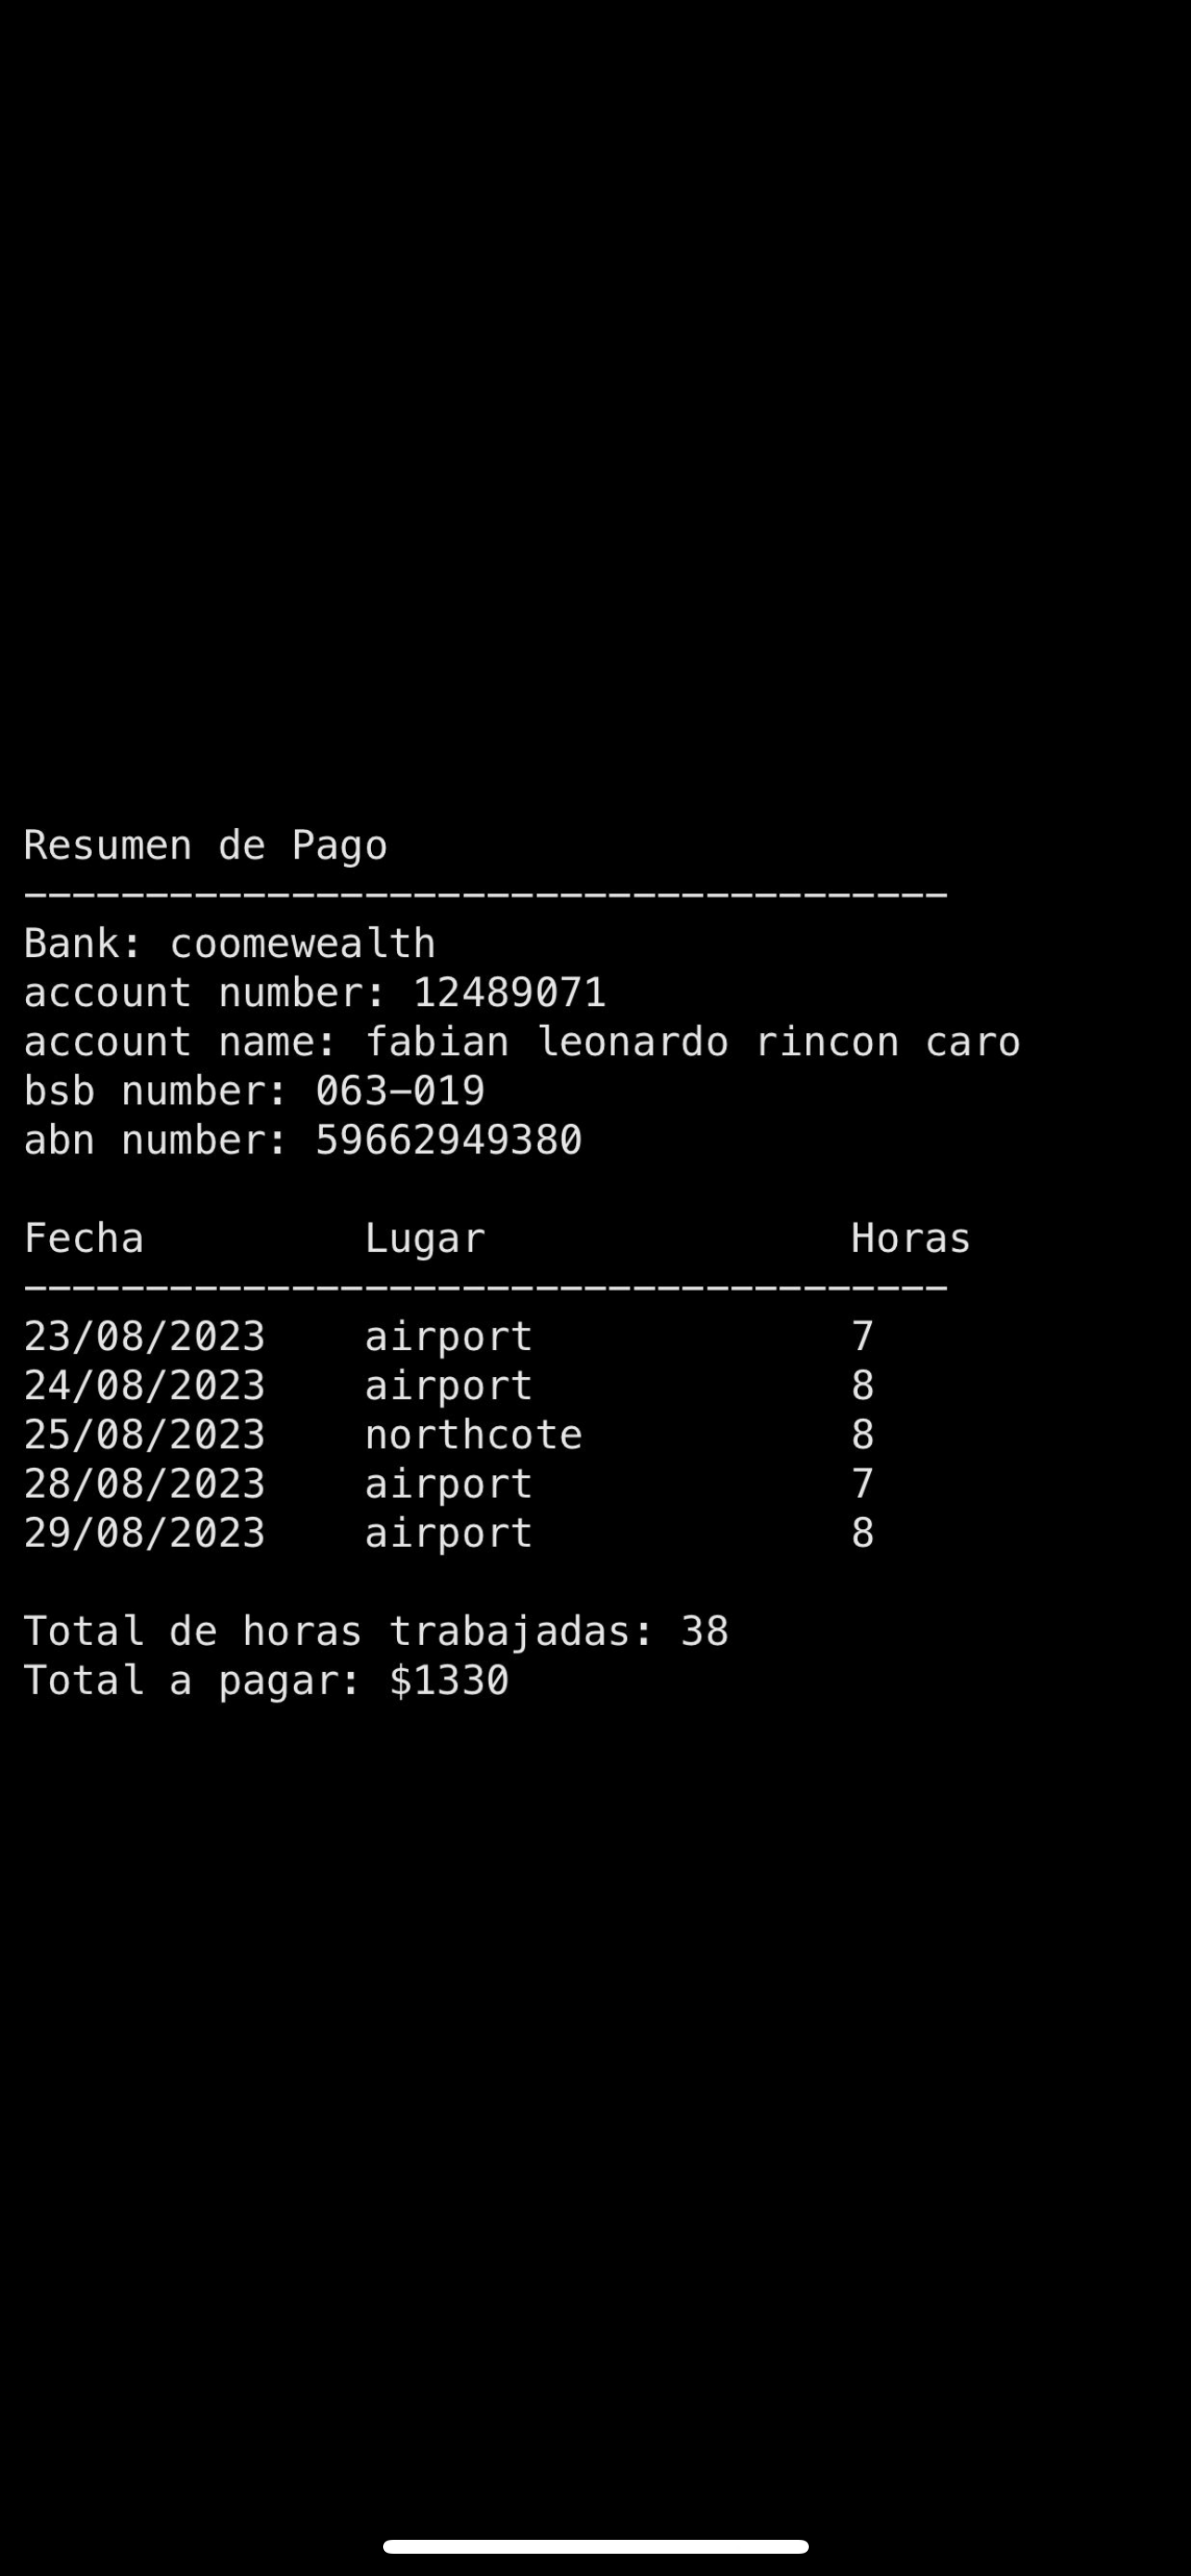 Resumen de Pago
--------------------------------------
Bank: coomewealth
account number: 12489071
account name: fabian leonardo rincon caro
bsb number: 063-019
abn number: 59662949380
Fecha         Lugar               Horas
--------------------------------------
23/08/2023    airport             7
24/08/2023    airport             8
25/08/2023    northcote           8
28/08/2023    airport             7
29/08/2023    airport             8
Total de horas trabajadas: 38
Total a pagar: $1330